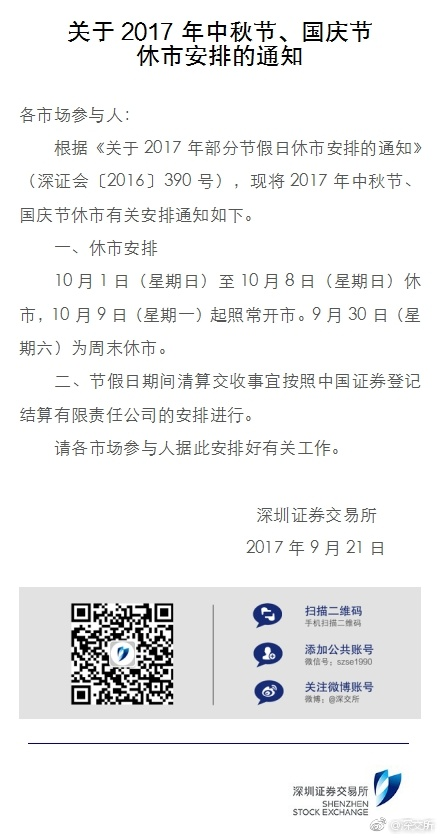 关于 2017 年中秋节、国庆节
休市安排的通知
各市场参与人：
根据《关于 2017 年部分节假日休市安排的通知》
（深证会〔2016〕390 号），现将 2017 年中秋节、
国庆节休市有关安排通知如下。
一、休市安排
10 月 1 日（星期日）至 10 月 8 日（星期日）休
市，10 月 9 日（星期一）起照常开市。9 月 30 日（星
期六）为周末休市。
二、节假日期间清算交收事宜按照中国证券登记
结算有限责任公司的安排进行。
请各市场参与人据此安排好有关工作。
深圳证券交易所
2017 年 9 月 21 日
扫描二维码
手机扫描二维码
添加公共账号
微信号：szse1990
关注微博账号
微博：@深交所
深圳证券交易所
SHENZHEN
STOCK EXCHANGE
@深交所